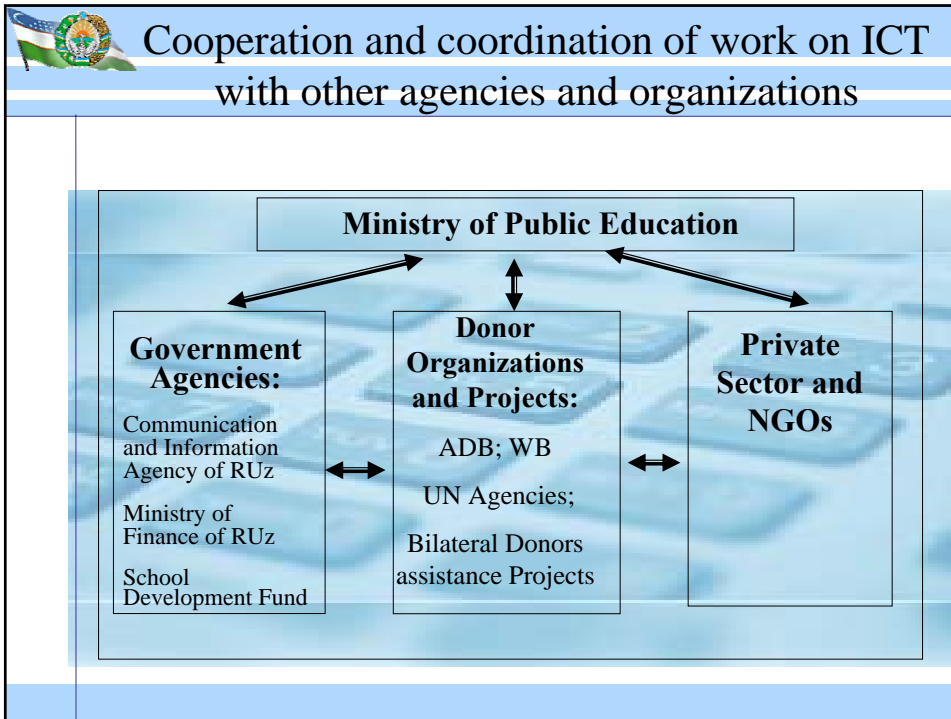 Cooperation and coordination of work on ICT
with other agencies and organizations
Ministry of Public Education
Government
Agencies:
Communication
and Information
Agency of RUz
Ministry of
Finance of RUz
School
Development Fund
Donor
Organizations
and Projects:
ADB; WB
UN Agencies;
Bilateral Donors
assistance Projects
Private
Sector and
NGOs